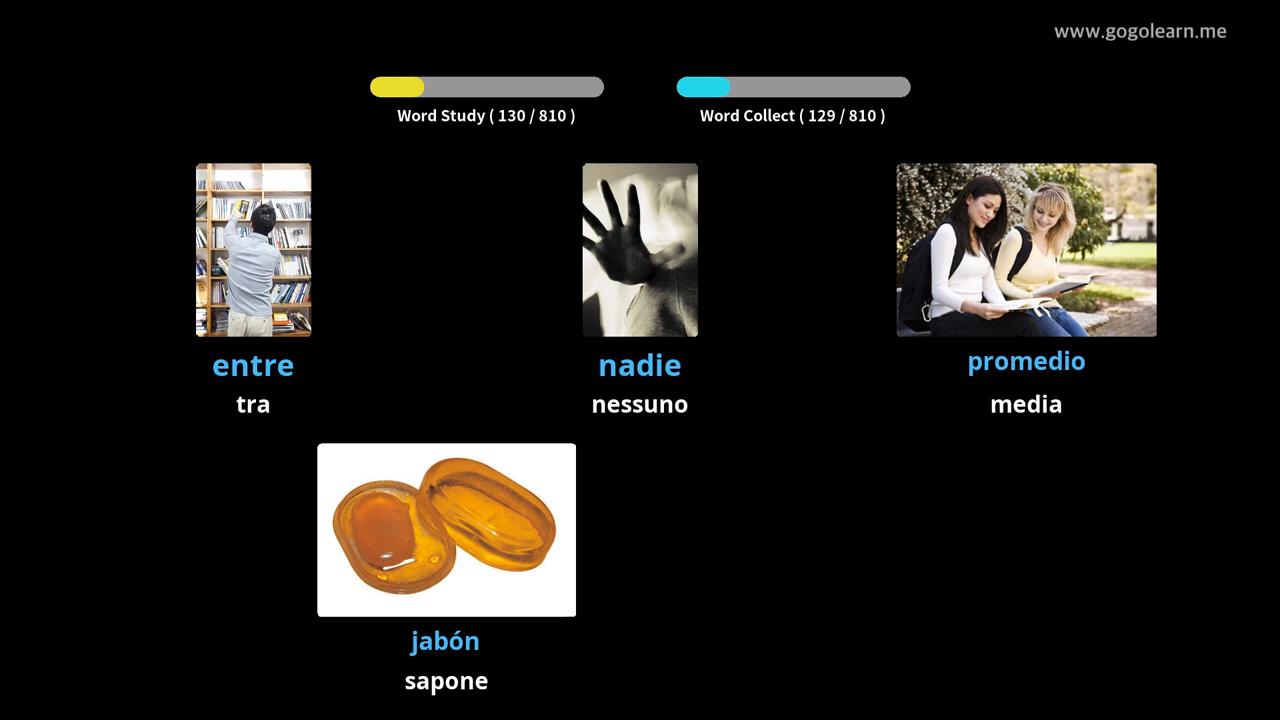 www.gogolearn.me
Word Study ( 130 / 810 )
Word Collect ( 129 / 810 )
entre
tra
nadie
nessuno
promedio
media
jabón
sapone